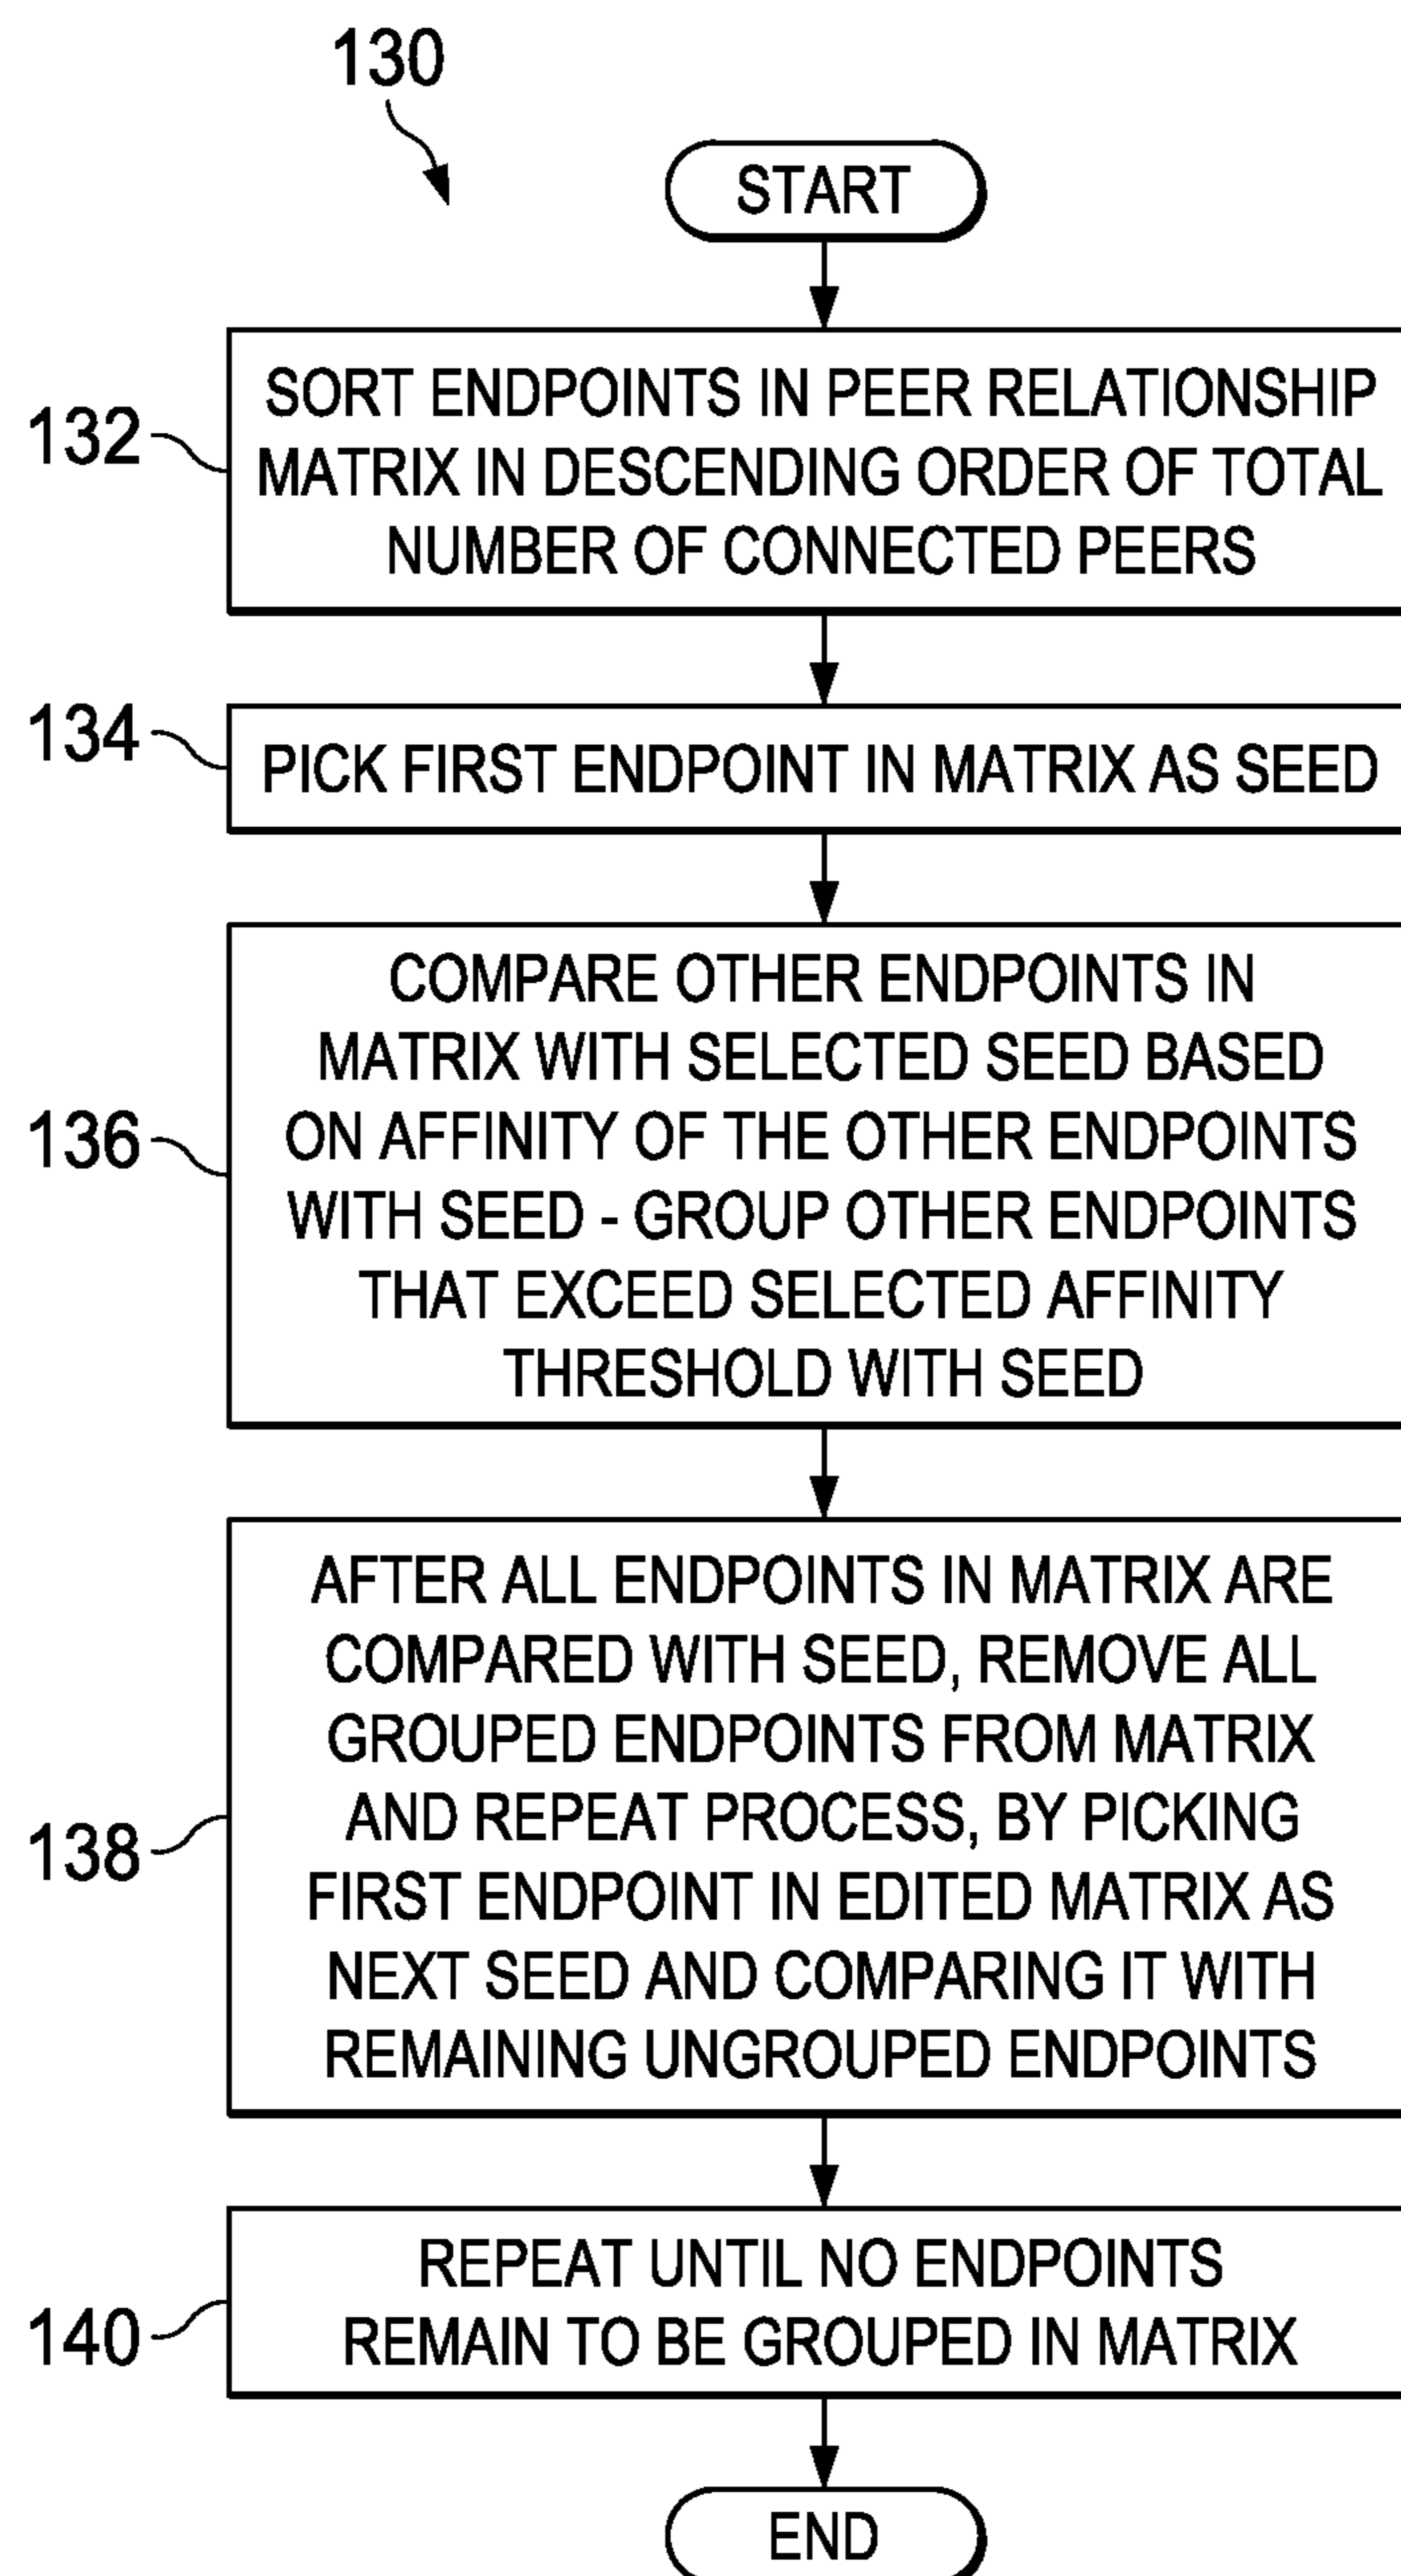 130
START
132
SORT ENDPOINTS IN PEER RELATIONSHIP
MATRIX IN DESCENDING ORDER OF TOTAL
NUMBER OF CONNECTED PEERS
134
PICK FIRST ENDPOINT IN MATRIX AS SEED
136
COMPARE OTHER ENDPOINTS IN
MATRIX WITH SELECTED SEED BASED
ON AFFINITY OF THE OTHER ENDPOINTS
WITH SEED - GROUP OTHER ENDPOINTS
THAT EXCEED SELECTED AFFINITY
THRESHOLD WITH SEED
138
AFTER ALL ENDPOINTS IN MATRIX ARE
COMPARED WITH SEED, REMOVE ALL
GROUPED ENDPOINTS FROM MATRIX
AND REPEAT PROCESS, BY PICKING
FIRST ENDPOINT IN EDITED MATRIX AS
NEXT SEED AND COMPARING IT WITH
REMAINING UNGROUPED ENDPOINTS
140
REPEAT UNTIL NO ENDPOINTS
REMAIN TO BE GROUPED IN MATRIX
END